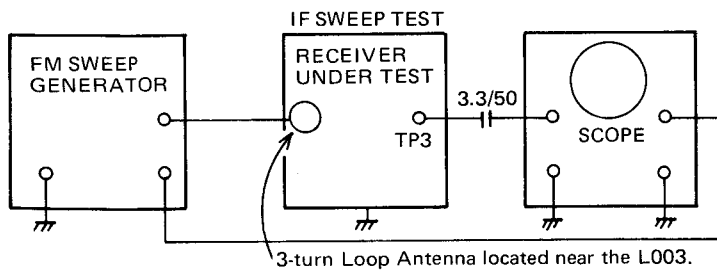 IF SWEEP TEST
FM SWEEP
GENERATOR
RECEIVER
UNDER TEST
TP3
3.3/50
SCOPE
3-turn Loop Antenna located near the L003.